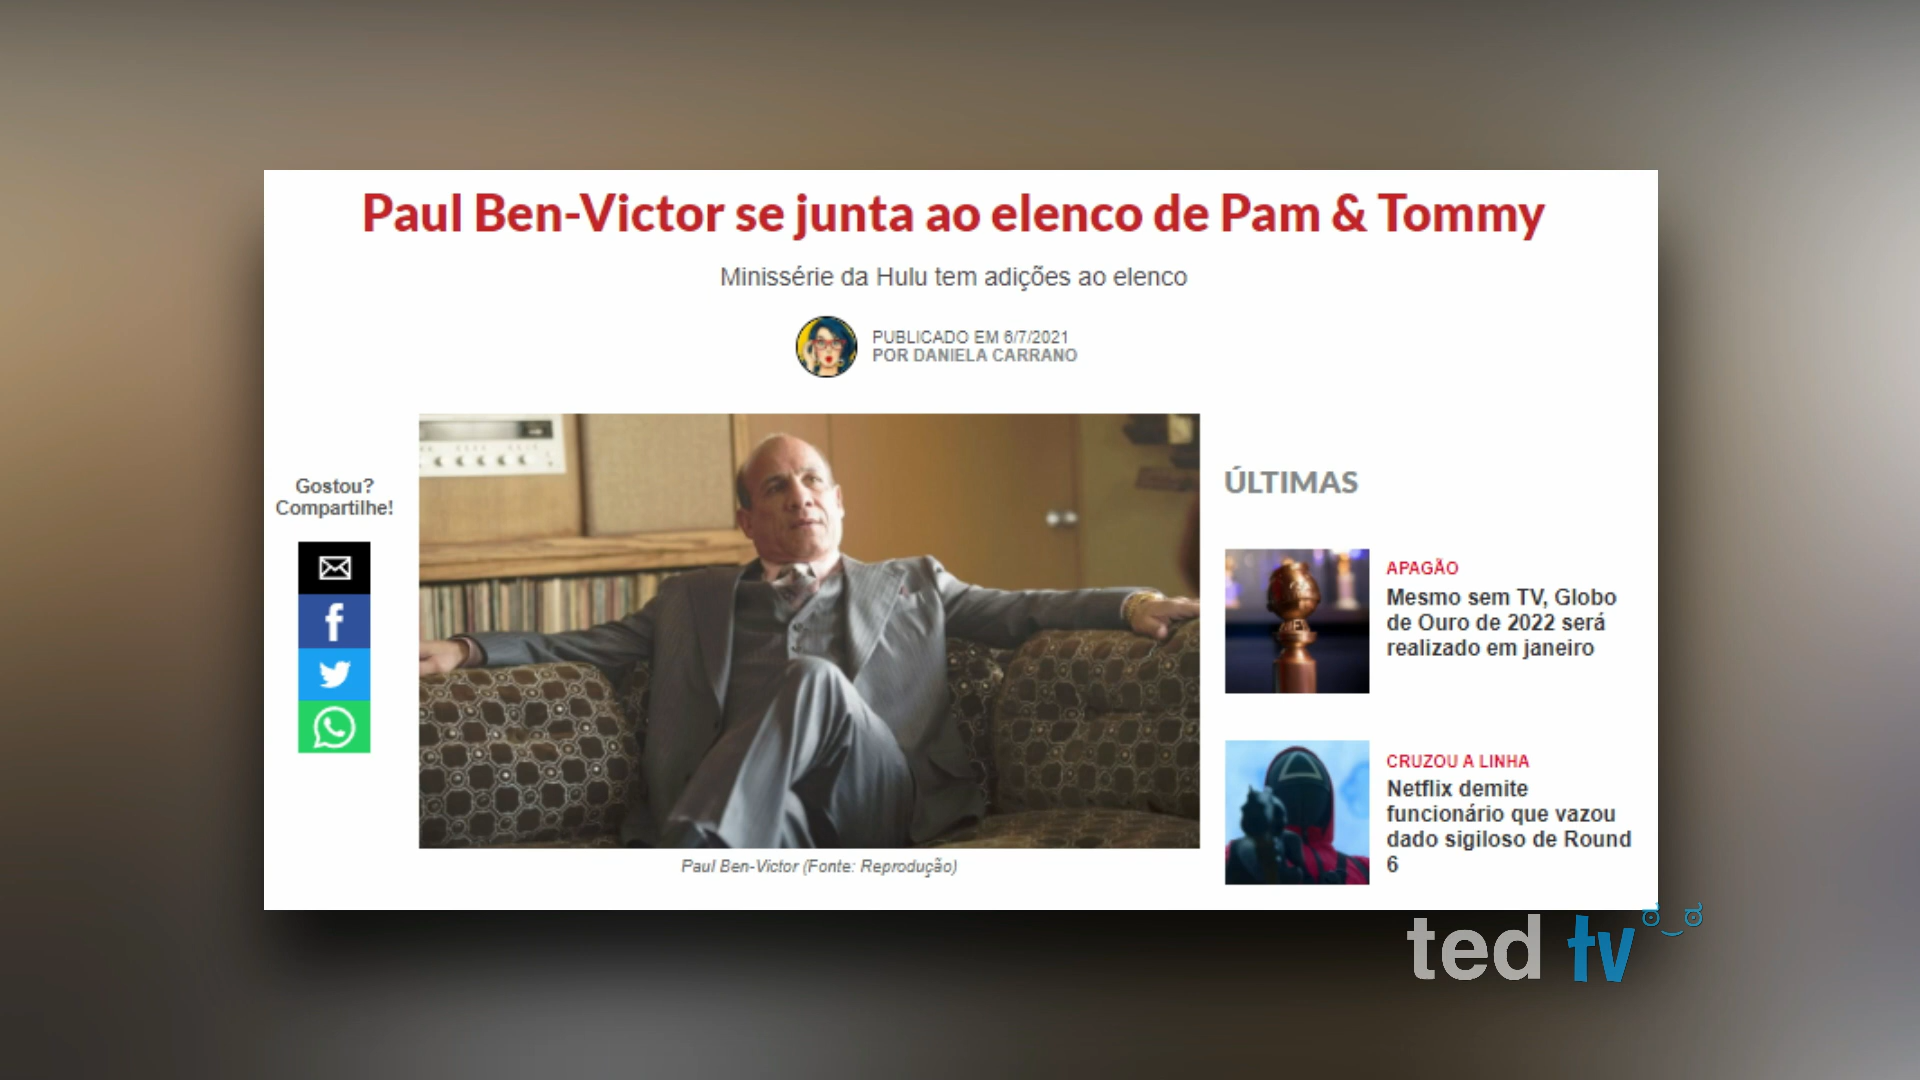 Paul Ben-Victor se junta ao elenco de Pam & Tommy
Minissérie da Hulu tem adições ao elenco
PUBLICADO EM 6/7/2021
POR DANIELA CARRANO
Gostou?
Compartilhe!
Paul Ben-Victor (Fonte: Reprodução)
ÚLTIMAS
APAGÃO
Mesmo sem TV, Globo
de Ouro de 2022 será
realizado em janeiro
CRUZOU A LINHA
Netflix demite
funcionário que vazou
dado sigiloso de Round
6
ted tv